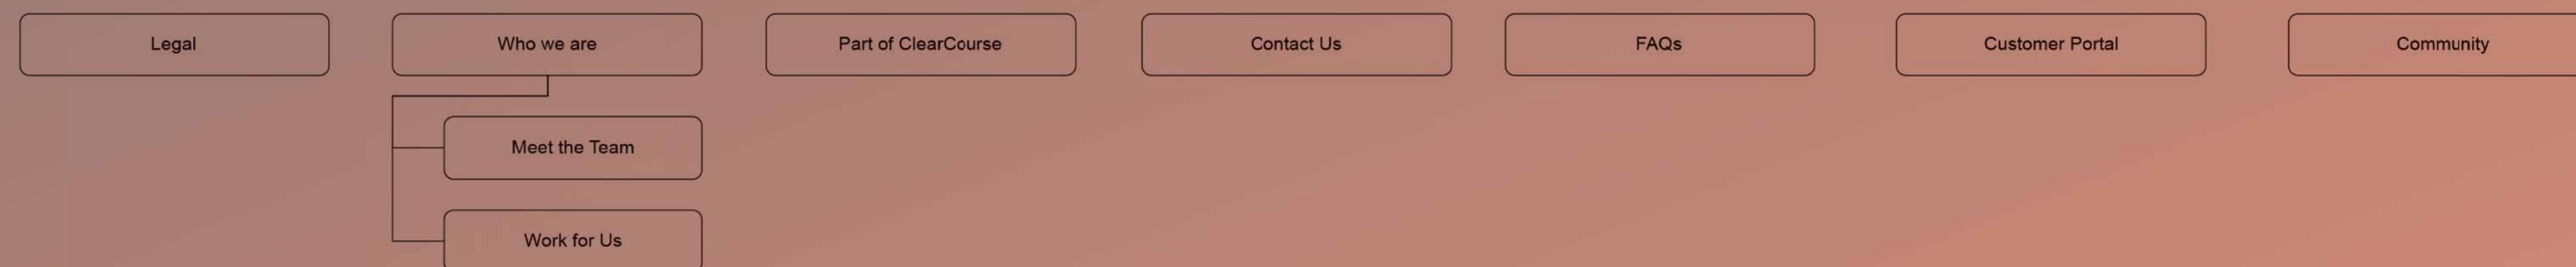 Legal
Who we are
Part of ClearCourse
Contact Us
FAQs
Customer Portal
Community
Meet the Team
Work for Us